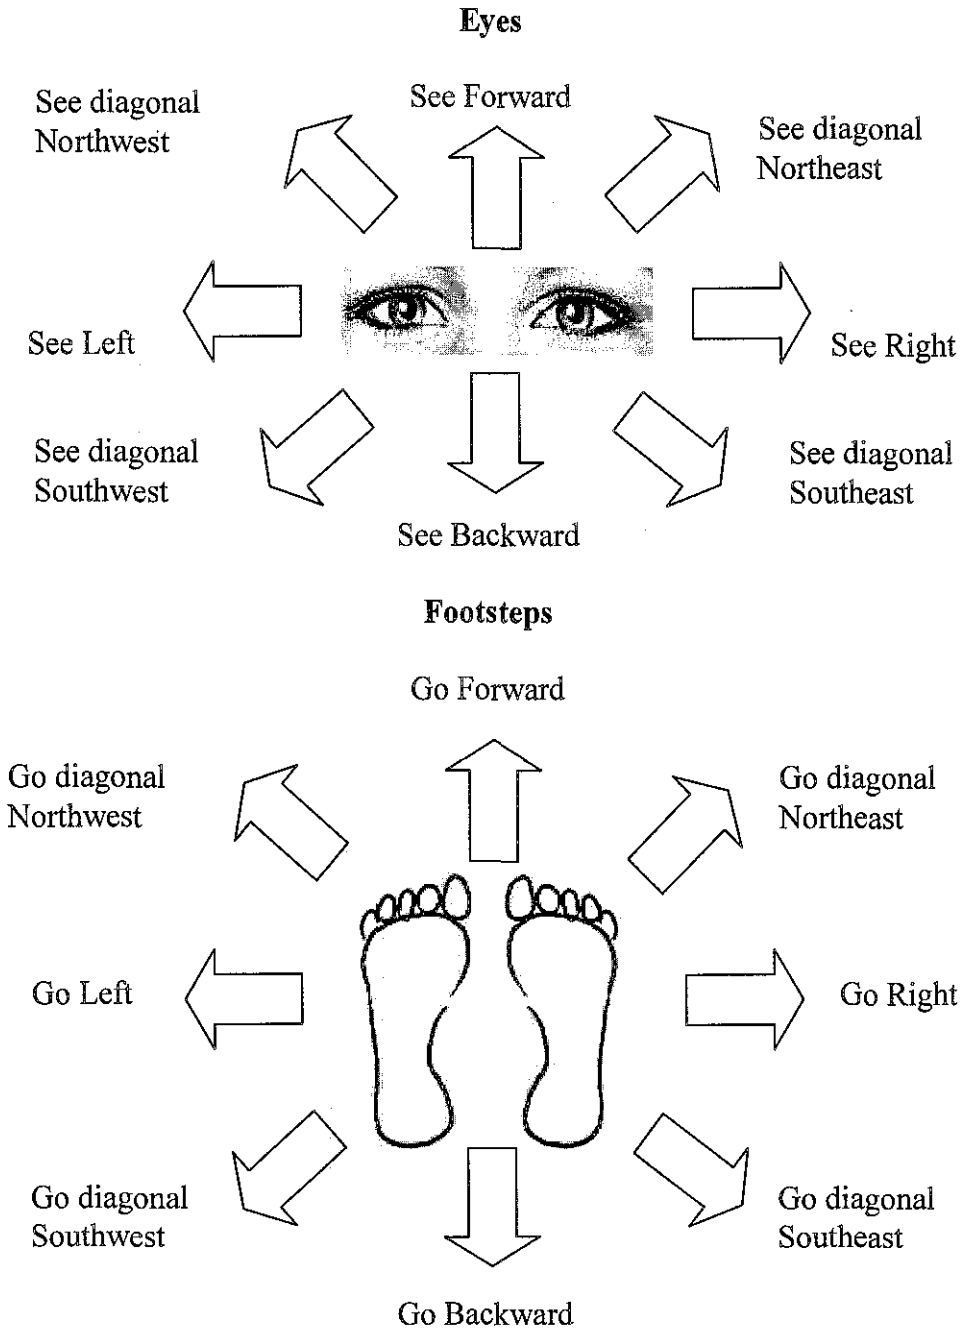 Eyes
See Forward
See diagonal
Northwest
See diagonal
Northeast
See Left
See Right
See diagonal
Southwest
See diagonal
Southeast
See Backward
Footsteps
Go Forward
Go diagonal
Northwest
Go diagonal
Northeast
Go Left
Go Right
Go diagonal
Southwest
Go diagonal
Southeast
Go Backward